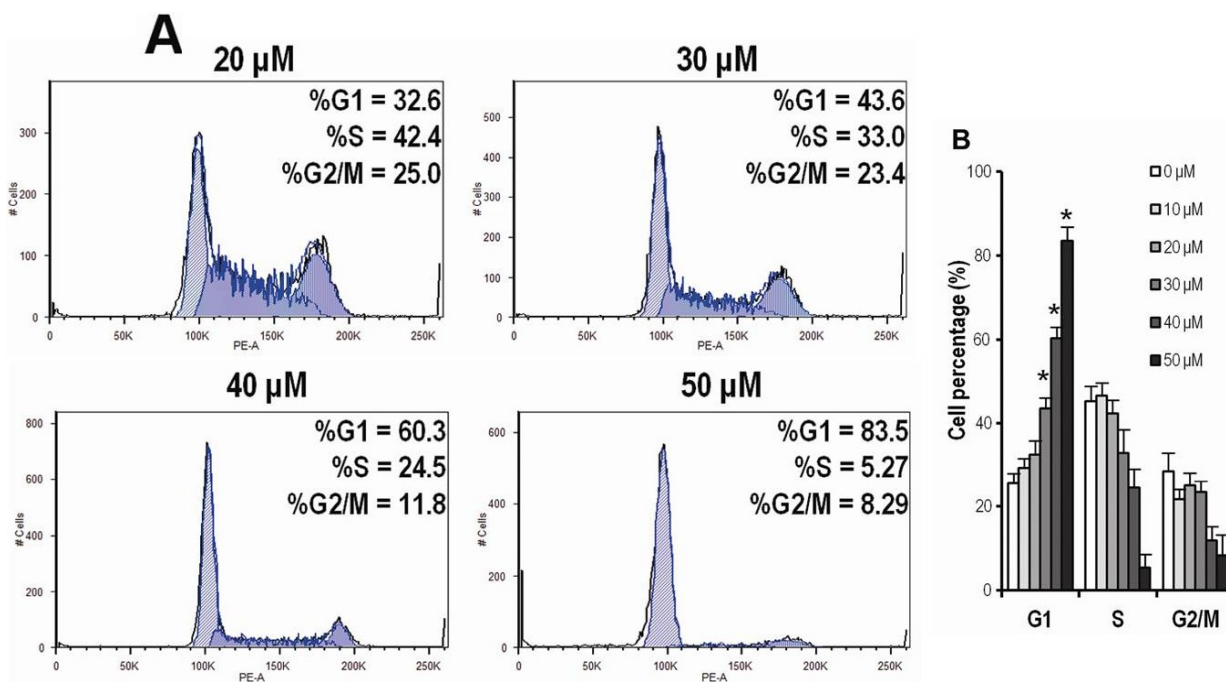 A
20 µM
%G1 = 32.6
%S = 42.4
%G2/M = 25.0
# Cells
300
200
100
0
0 50K 100K 150K 200K 250K
PE-A
30 µM
%G1 = 43.6
%S = 33.0
%G2/M = 23.4
# Cells
500
400
300
200
100
0
0 50K 100K 150K 200K 250K
PE-A
40 µM
%G1 = 60.3
%S = 24.5
%G2/M = 11.8
# Cells
800
600
400
200
0
0 50K 100K 150K 200K 250K
PE-A
50 µM
%G1 = 83.5
%S = 5.27
%G2/M = 8.29
# Cells
600
400
200
0
0 50K 100K 150K 200K 250K
PE-A
B
Cell percentage (%)
100
80
60
40
20
0
* * *
0 µM
10 µM
20 µM
30 µM
40 µM
50 µM
G1 S G2/M